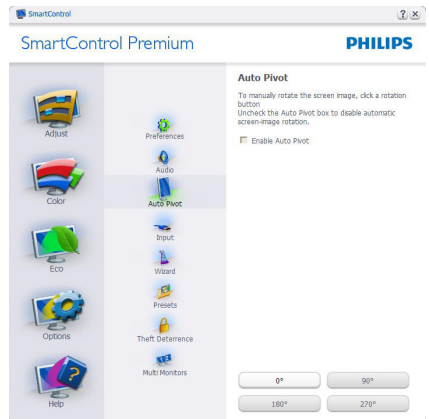 SmartControl
SmartControl Premium
PHILIPS
Adjust
Color
Eco
Options
Help
Preferences
Audio
Auto Pivot
Input
Wizard
Presets
Theft Deterrence
Multi Monitors
Auto Pivot
To manually rotate the screen image, click a rotation
button
Uncheck the Auto Pivot box to disable automatic
screen-image rotation.
Enable Auto Pivot
0°
90°
180°
270°